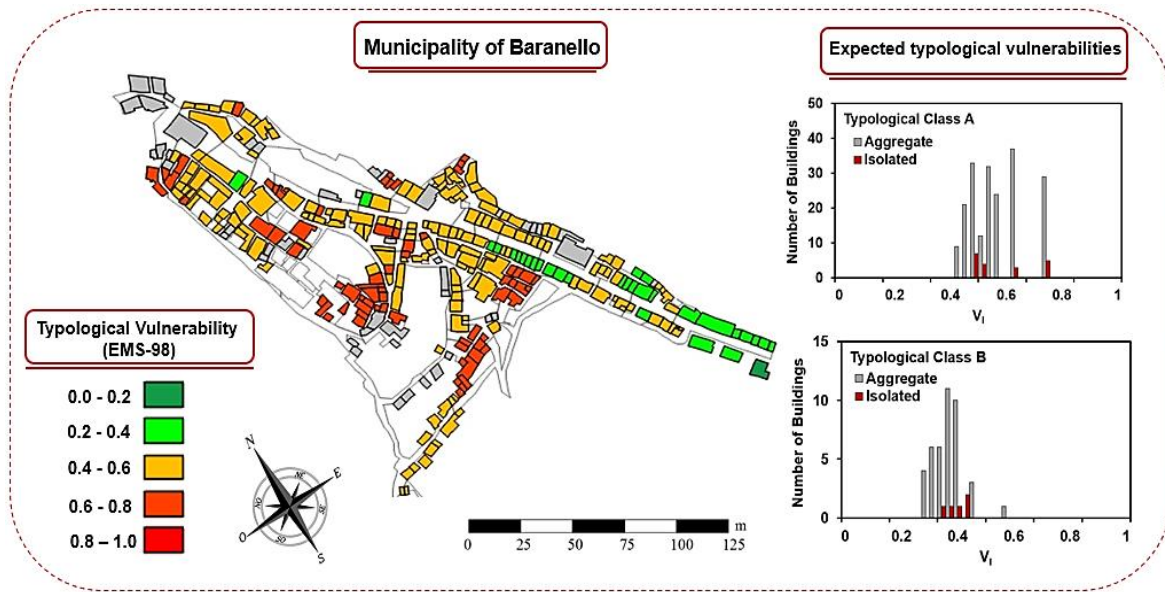 Municipality of Baranello
Typological Vulnerability
(EMS-98)
0.0 - 0.2
0.2 - 0.4
0.4 - 0.6
0.6 - 0.8
0.8 – 1.0
N
NE
E
SE
S
SO
O
NO
m
0 25 50 75 100 125
Expected typological vulnerabilities
Typological Class A
Aggregate
Isolated
Number of Buildings
50
40
30
20
10
0
0 0.2 0.4 0.6 0.8 1
VI
Typological Class B
Aggregate
Isolated
Number of Buildings
15
10
5
0
0 0.2 0.4 0.6 0.8 1
VI